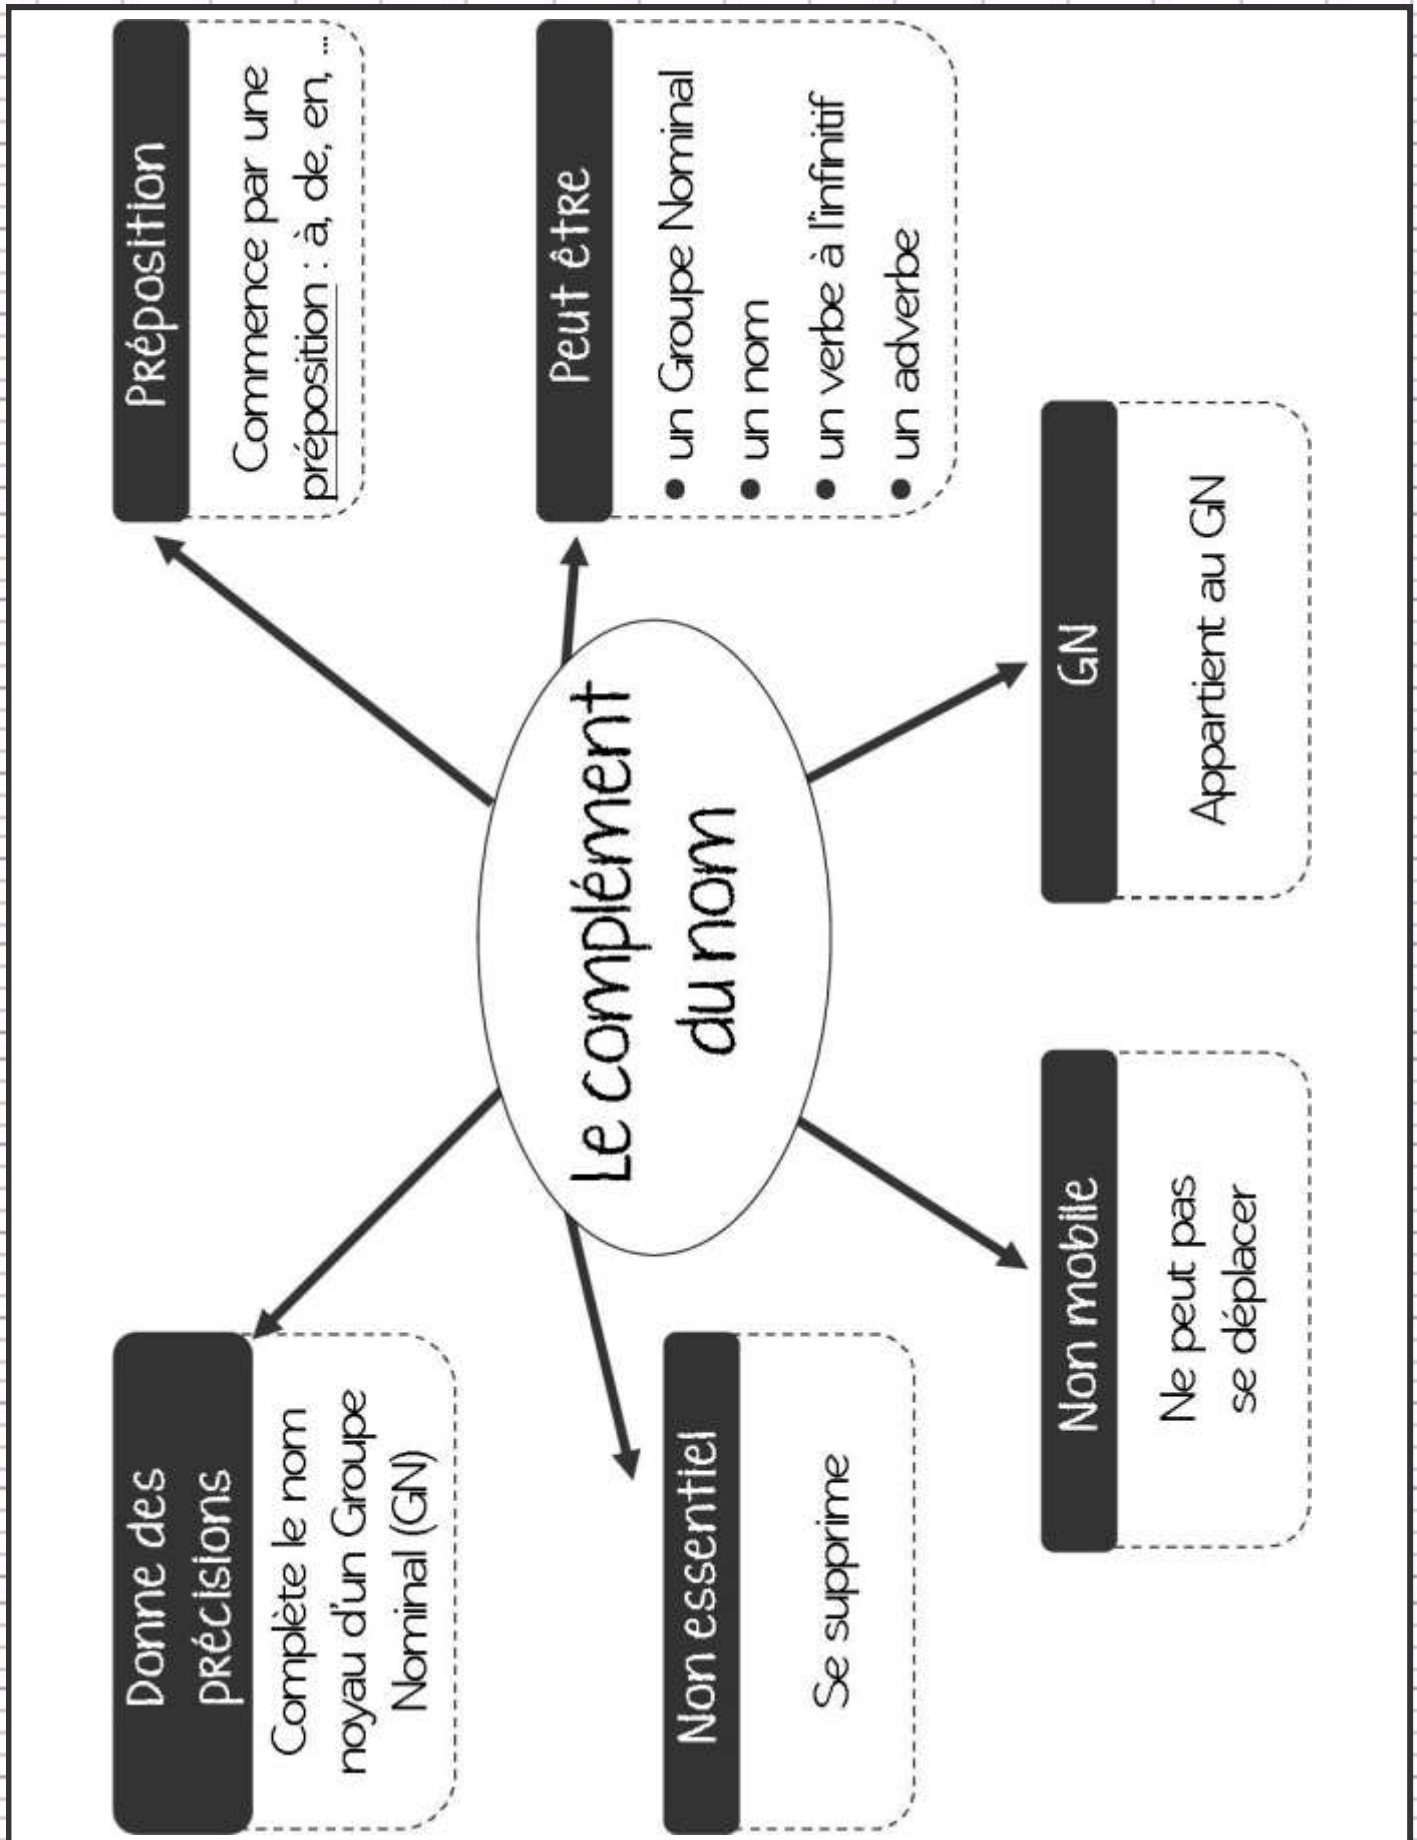 Le complément
du nom
Donne des
précisions
Complète le nom
noyau d'un Groupe
Nominal (GN)
Préposition
Commence par une
préposition : à, de, en, ...
Non essentiel
Se supprime
Peut être
• un Groupe Nominal
• un nom
• un verbe à l'infinitif
• un adverbe
Non mobile
Ne peut pas
se déplacer
GN
Appartient au GN